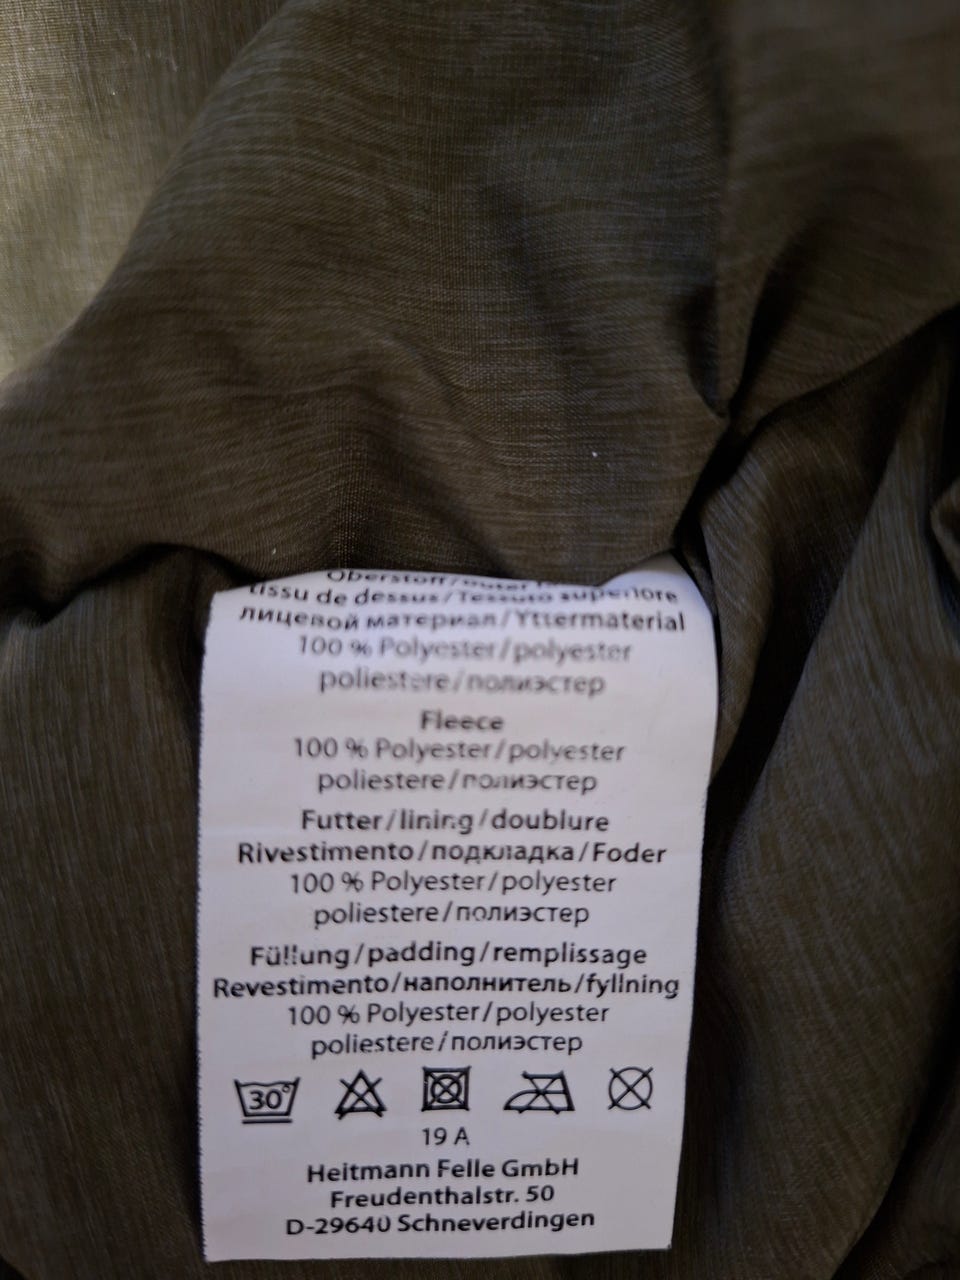 Oberstoff/outer
tissu de dessus/Tessuto superiore
лицевой материал/Yttermaterial
100 % Polyester/polyester
poliestere/полиэстер
Fleece
100 % Polyester/polyester
poliestere/полиэстер
Futter/lining/doublure
Rivestimento/подкладка/Foder
100 % Polyester/polyester
poliestere/полиэстер
Füllung/padding/remplissage
Revestimento/наполнитель/fyllning
100 % Polyester/polyester
poliestere/полиэстер
30°
19 A
Heitmann Felle GmbH
Freudenthalstr. 50
D-29640 Schneverdingen